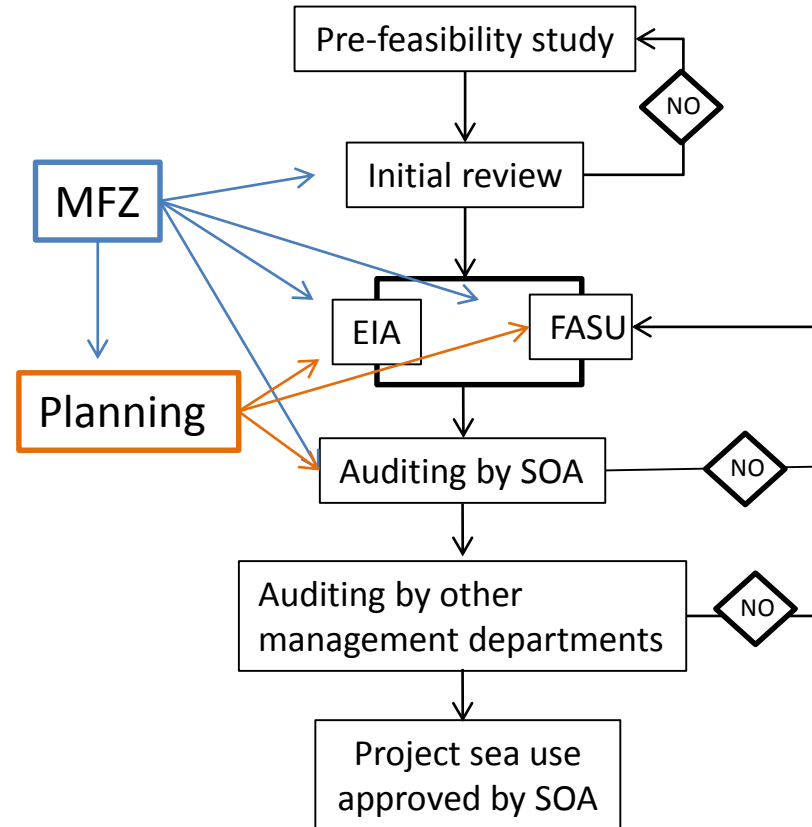 Pre-feasibility study
NO
Initial review
MFZ
EIA
FASU
Planning
Auditing by SOA
NO
Auditing by other
management departments
NO
Project sea use
approved by SOA